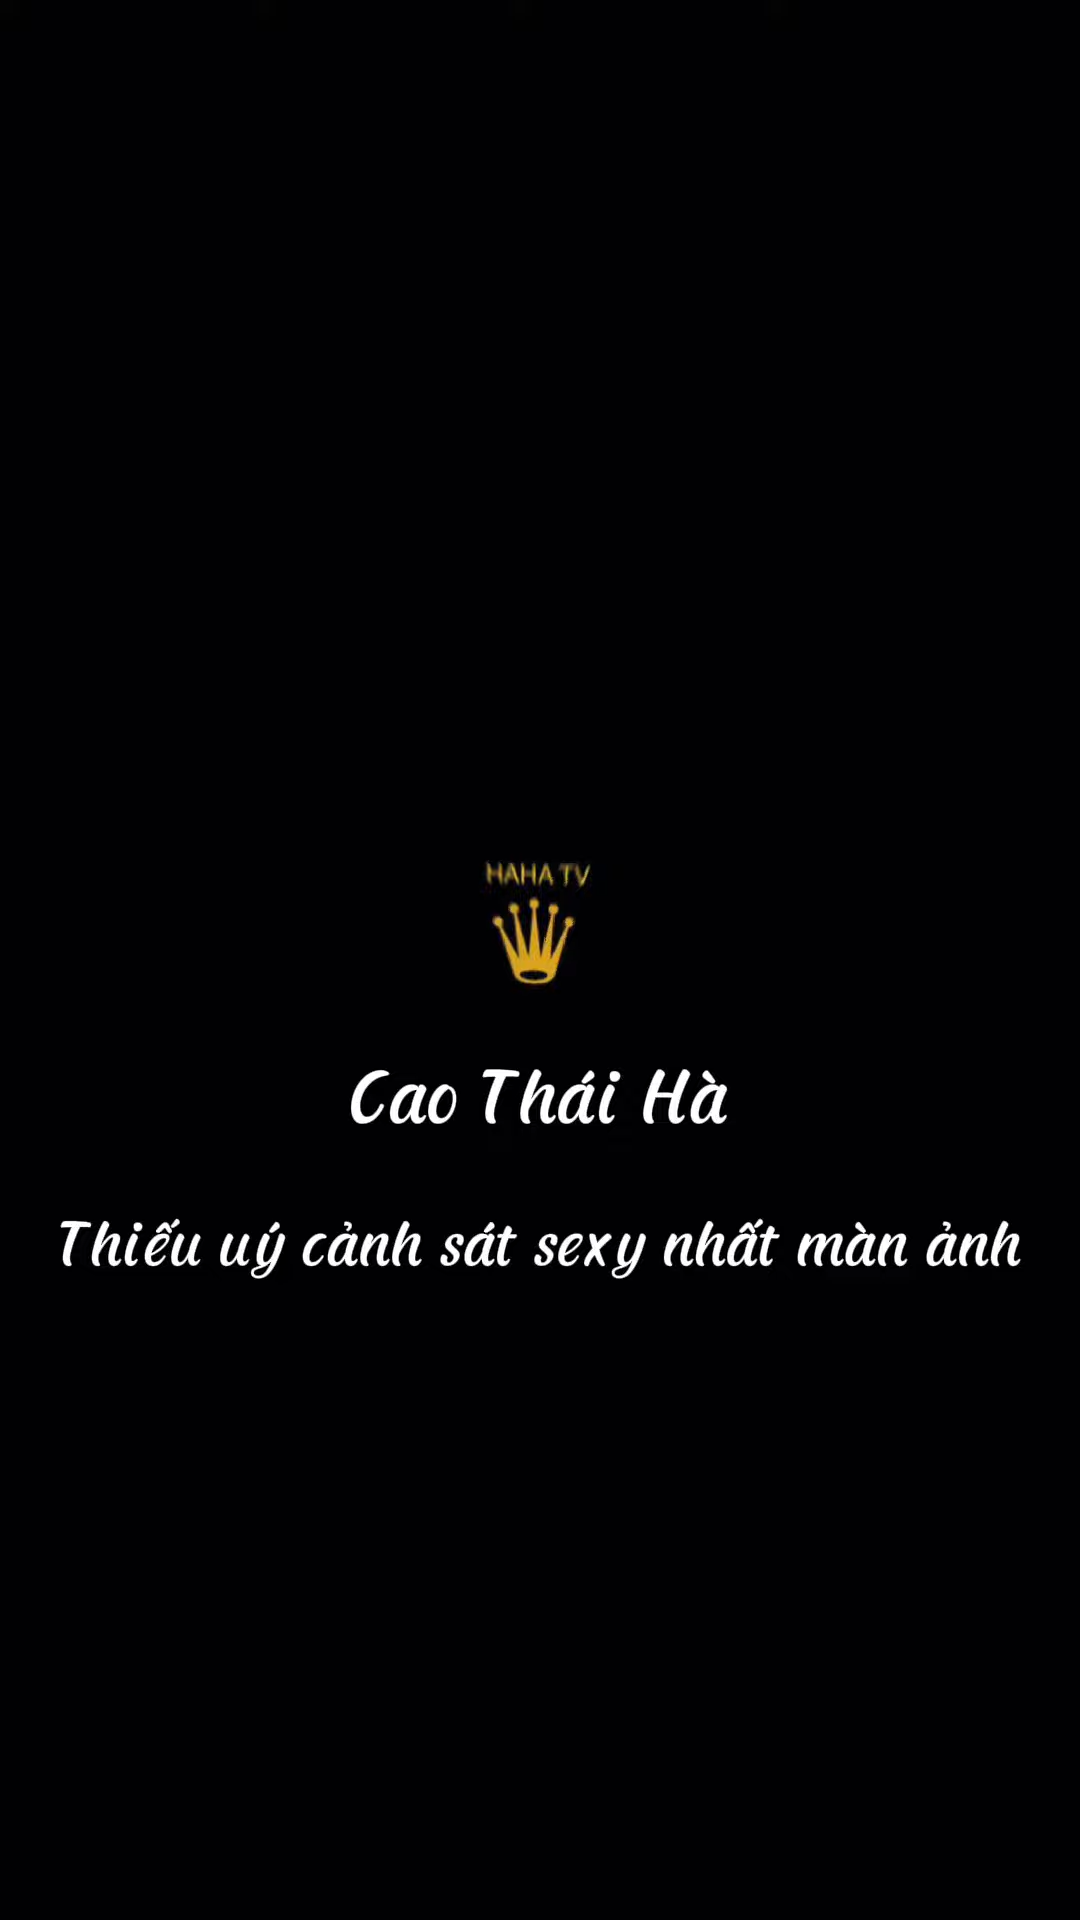 HAHA TV
Cao Thái Hà
Thiếu uý cảnh sát sexy nhất màn ảnh